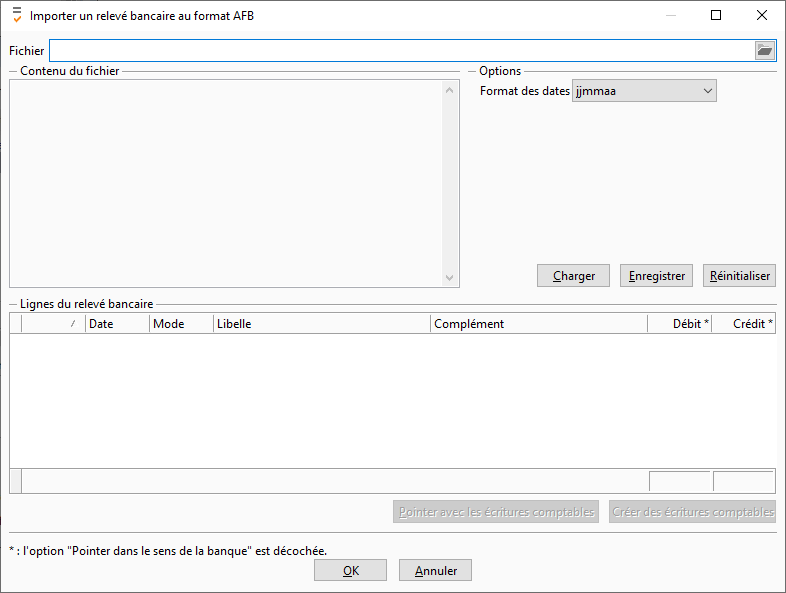 Importer un relevé bancaire au format AFB
Fichier
Contenu du fichier
Options
Format des dates jjmmaa
Charger Enregistrer Réinitialiser
Lignes du relevé bancaire
Date Mode Libelle Complément Débit * Crédit *
Pointer avec les écritures comptables Créer des écritures comptables
* : l'option "Pointer dans le sens de la banque" est décochée.
OK Annuler